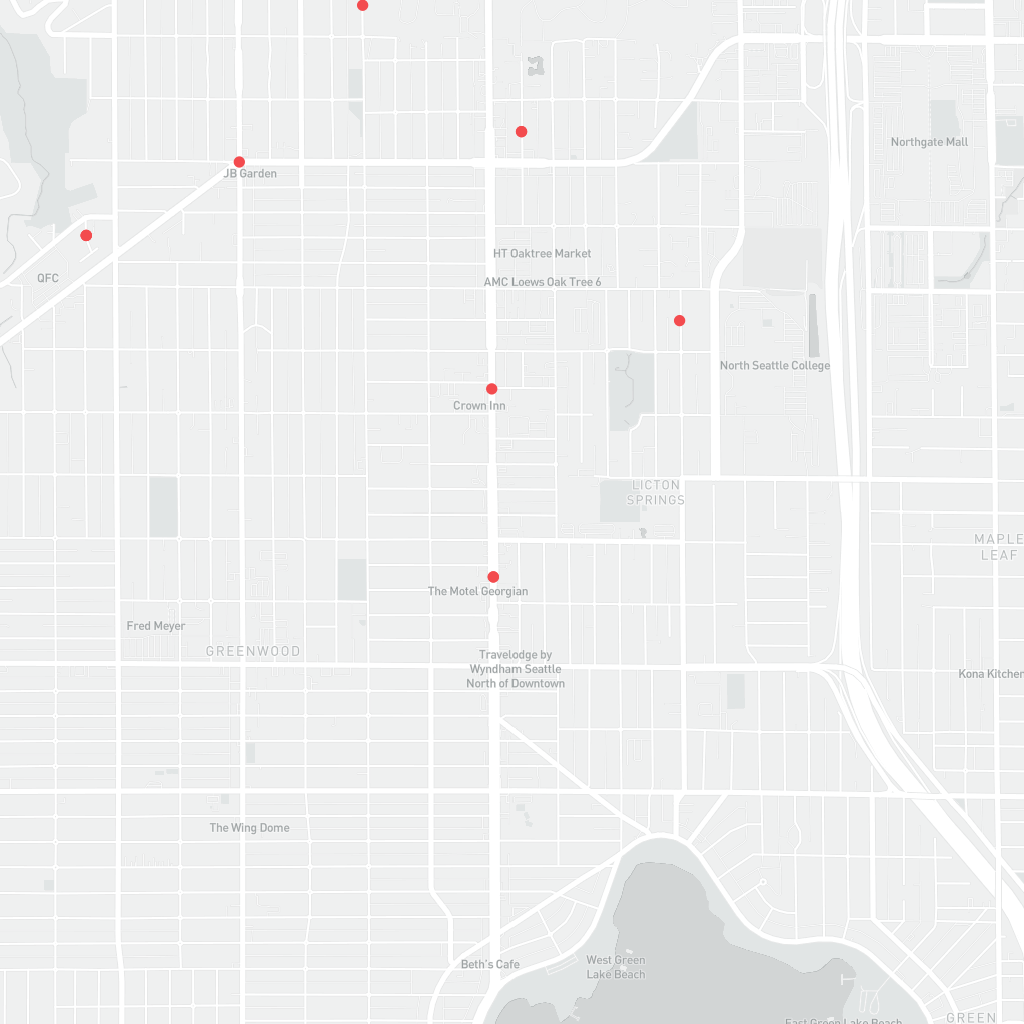 Northgate Mall
JB Garden
HT Oaktree Market
QFC
AMC Loews Oak Tree 6
North Seattle College
Crown Inn
LICTON
SPRINGS
MAPLE
LEAF
The Motel Georgian
Fred Meyer
GREENWOOD
Travelodge by
Wyndham Seattle
North of Downtown
Kona Kitchen
The Wing Dome
Beth's Cafe
West Green
Lake Beach
East Green Lake Beach
GREEN